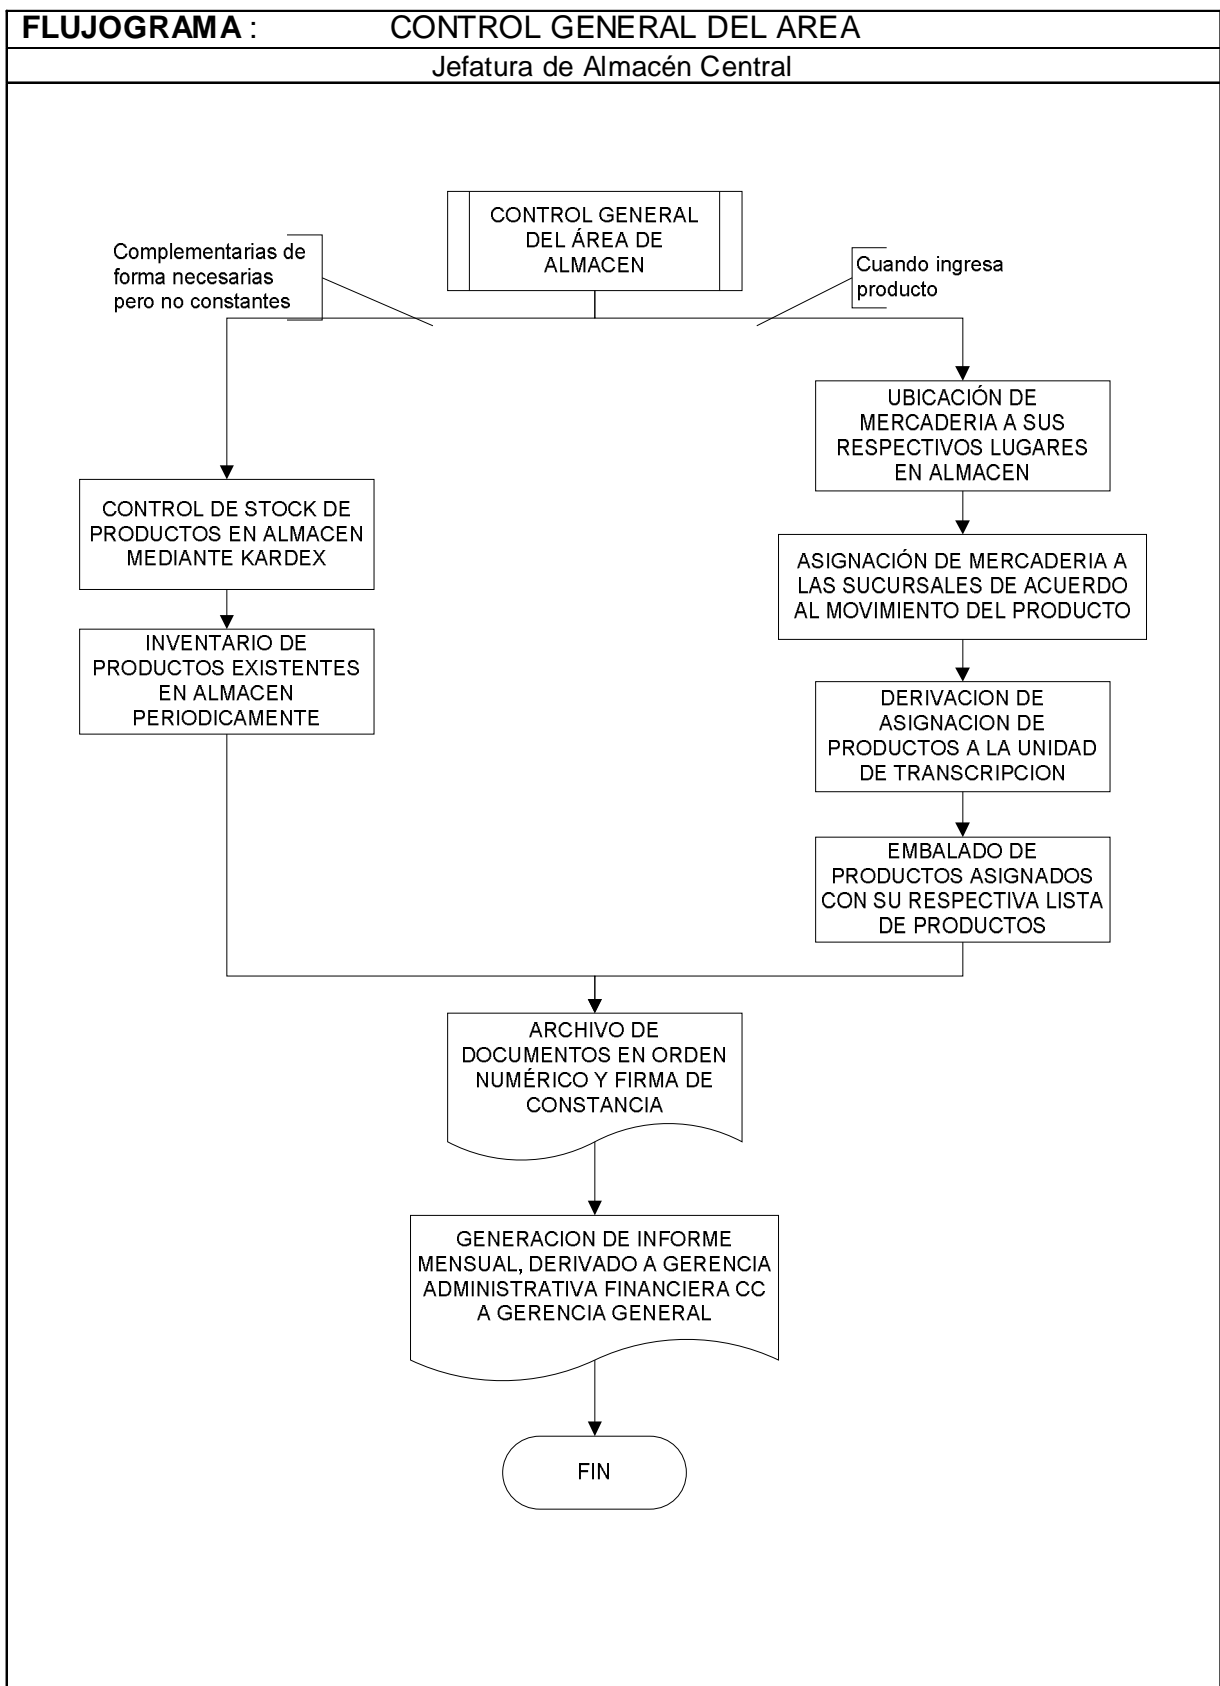 FLUJOGRAMA : CONTROL GENERAL DEL AREA
Jefatura de Almacén Central
CONTROL GENERAL
DEL ÁREA DE
ALMACEN
Complementarias de
forma necesarias
pero no constantes
Cuando ingresa
producto
UBICACIÓN DE
MERCADERIA A SUS
RESPECTIVOS LUGARES
EN ALMACEN
CONTROL DE STOCK DE
PRODUCTOS EN ALMACEN
MEDIANTE KARDEX
ASIGNACIÓN DE MERCADERIA A
LAS SUCURSALES DE ACUERDO
AL MOVIMIENTO DEL PRODUCTO
INVENTARIO DE
PRODUCTOS EXISTENTES
EN ALMACEN
PERIODICAMENTE
DERIVACION DE
ASIGNACION DE
PRODUCTOS A LA UNIDAD
DE TRANSCRIPCION
EMBALADO DE
PRODUCTOS ASIGNADOS
CON SU RESPECTIVA LISTA
DE PRODUCTOS
ARCHIVO DE
DOCUMENTOS EN ORDEN
NUMÉRICO Y FIRMA DE
CONSTANCIA
GENERACION DE INFORME
MENSUAL, DERIVADO A GERENCIA
ADMINISTRATIVA FINANCIERA CC
A GERENCIA GENERAL
FIN